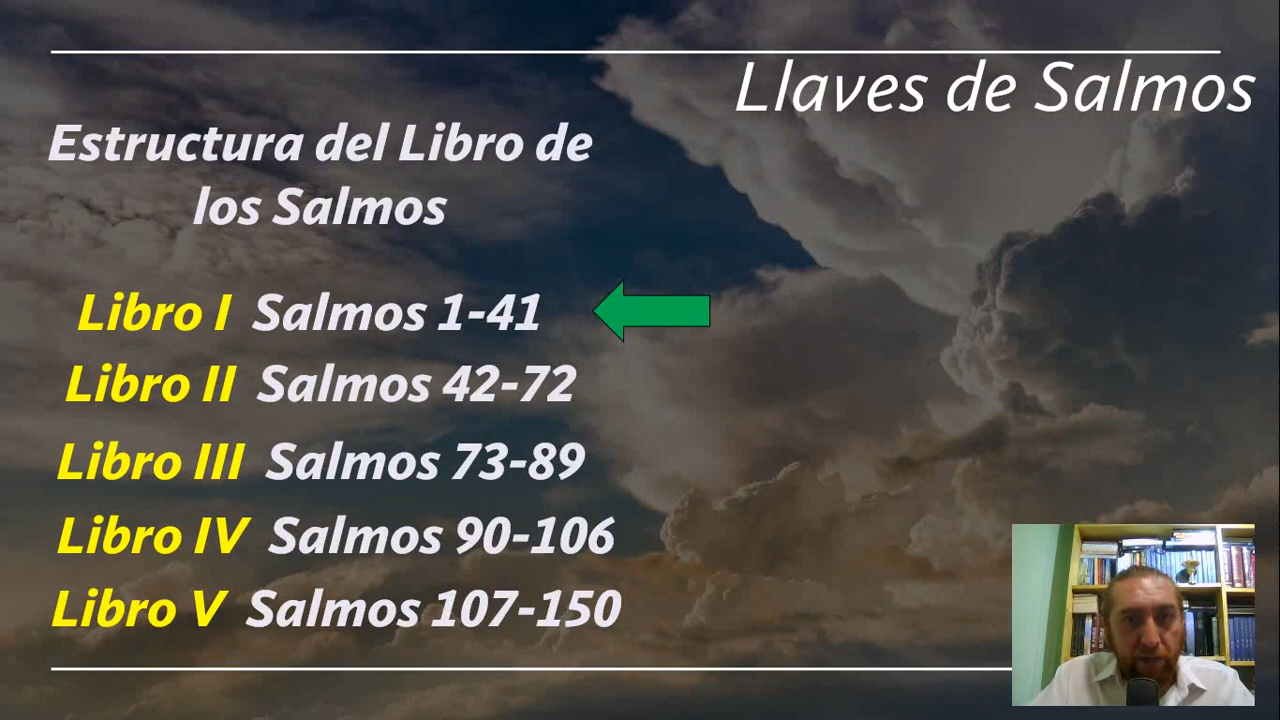 Llaves de Salmos
Estructura del Libro de
los Salmos
Libro I Salmos 1-41
Libro II Salmos 42-72
Libro III Salmos 73-89
Libro IV Salmos 90-106
Libro V Salmos 107-150